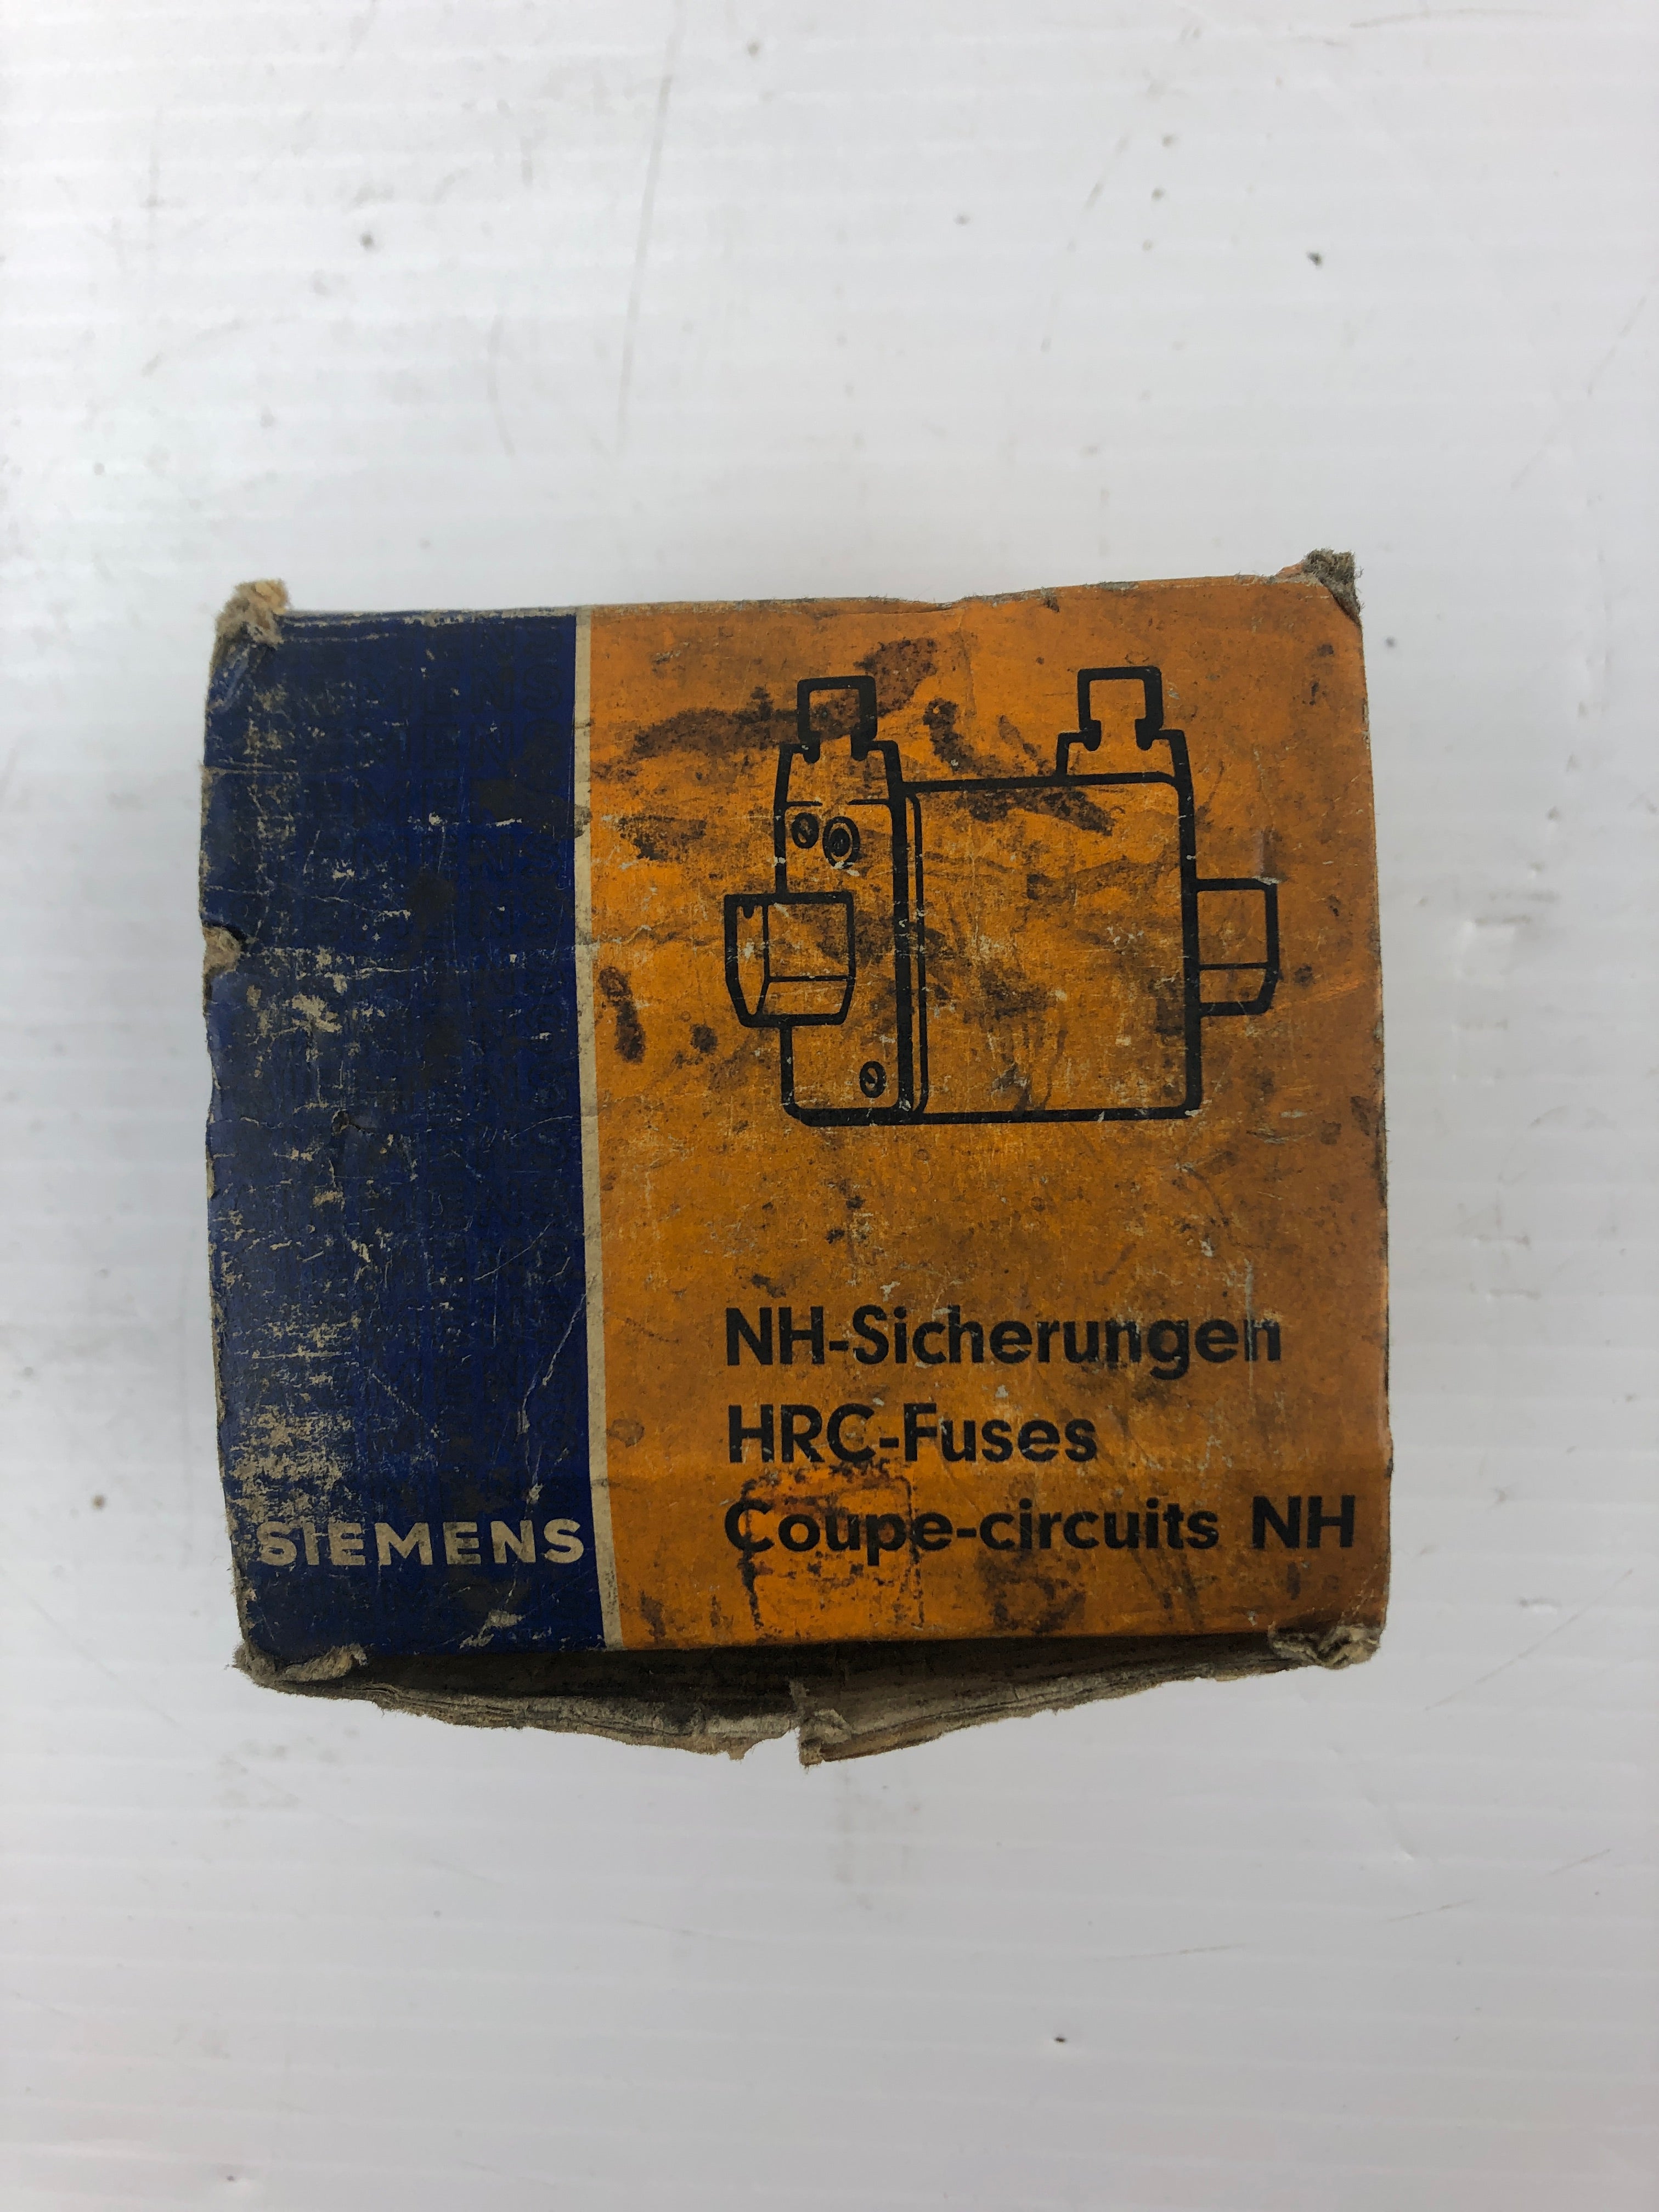 NH-Sicherungen
HRC-Fuses
Coupe-circuits NH
SIEMENS